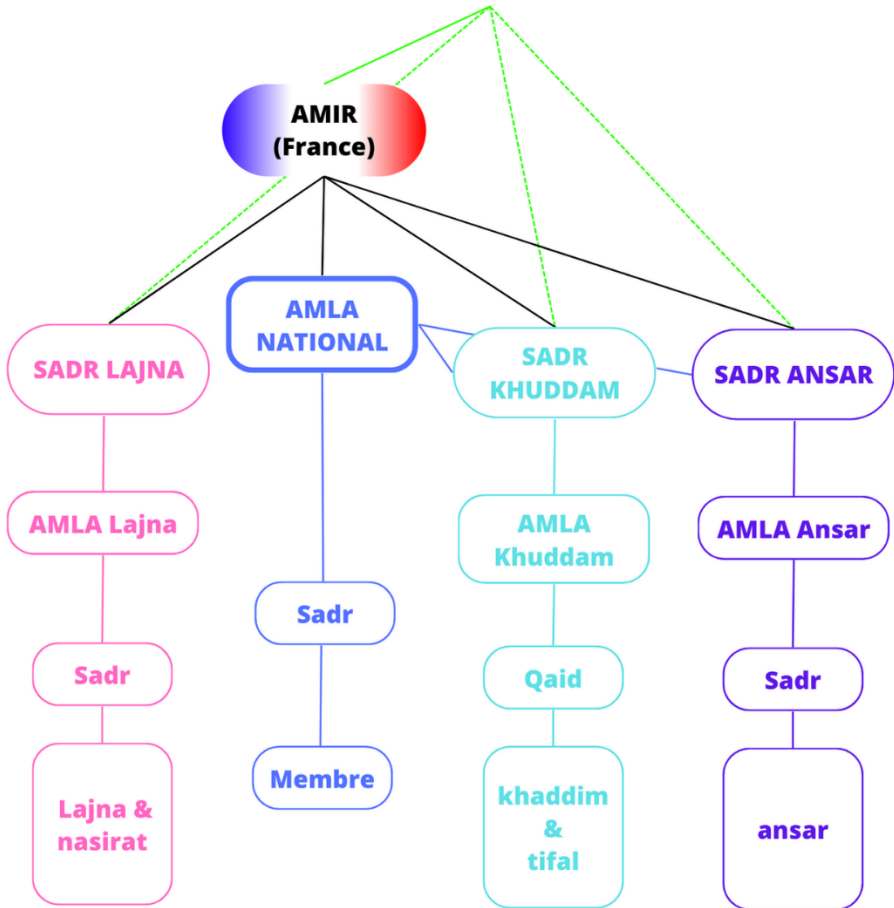 AMIR
(France)
AMLA
NATIONAL
SADR LAJNA
SADR
KHUDDAM
SADR ANSAR
AMLA Lajna
AMLA
Khuddam
AMLA Ansar
Sadr
Sadr
Qaid
Sadr
Membre
Lajna &
nasirat
khaddim
&
tifal
ansar